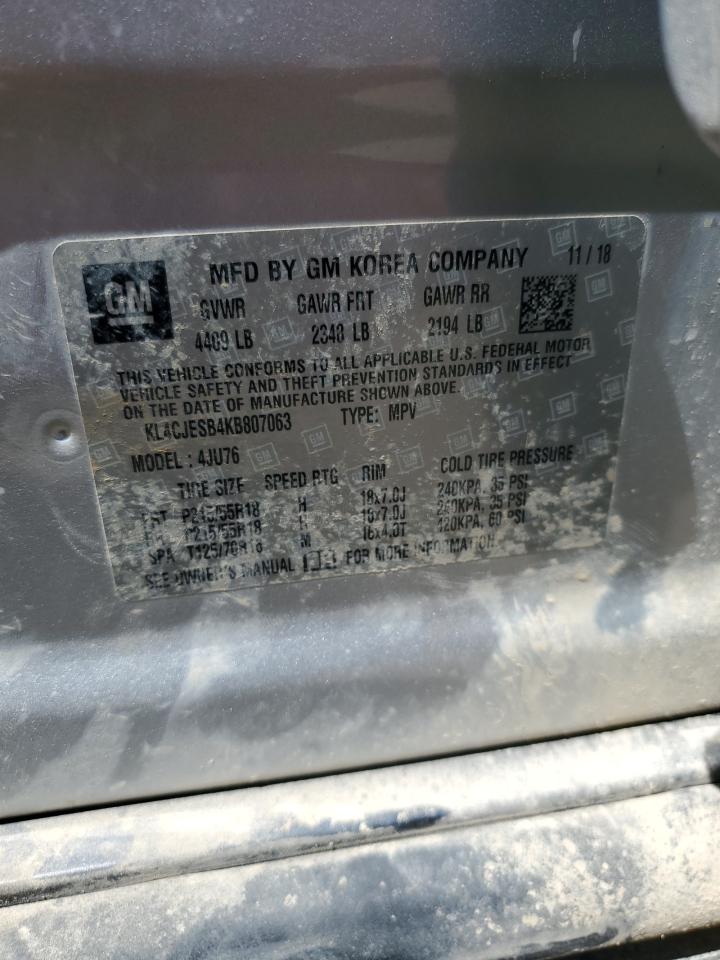 GM
MFD BY GM KOREA COMPANY 11/18
GVWR GAWR FRT GAWR RR
4409 LB 2348 LB 2194 LB
THIS VEHICLE CONFORMS TO ALL APPLICABLE U.S. FEDERAL MOTOR
VEHICLE SAFETY AND THEFT PREVENTION STANDARDS IN EFFECT
ON THE DATE OF MANUFACTURE SHOWN ABOVE.
KL4CJESB4KB807063 TYPE: MPV
MODEL : 4JU76
TIRE SIZE SPEED RTG RIM COLD TIRE PRESSURE
FRT P215/55R18 H 18x7.0J 240KPA, 35 PSI
P215/55R18 H 18x7.0J 240KPA, 35 PSI
SPA T125/70R16 M 16x4.0T 420KPA, 60 PSI
SEE OWNER'S MANUAL FOR MORE INFORMATION.